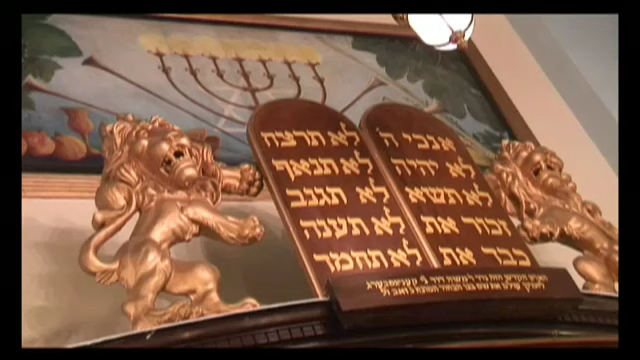 אנכי ה'
לא יהיה
לא תשא
זכור את
כבד את
לא תרצח
לא תנאף
לא תגנב
לא תענה
לא תחמד